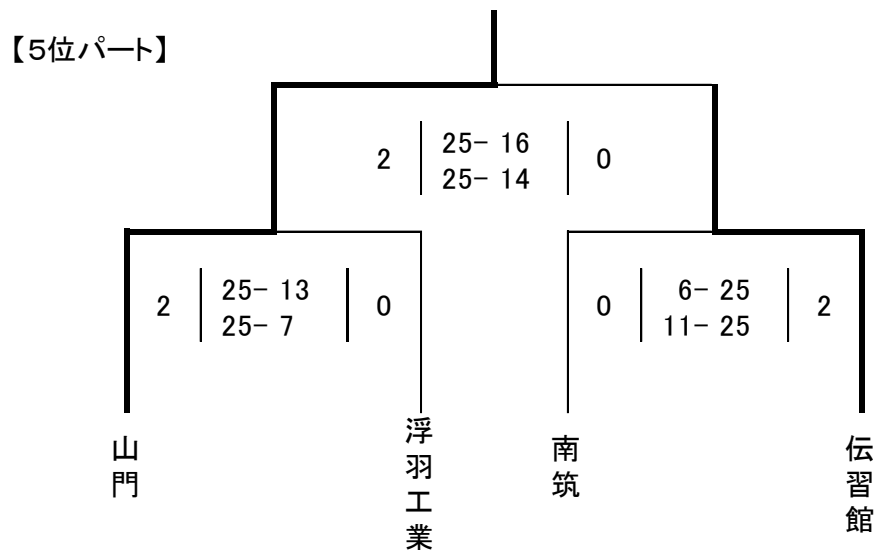 【5位パート】
2 25- 16 0
25- 14
2 25- 13 0
25- 7
0 6- 25 2
11- 25
山門
浮羽工業
南筑
伝習館